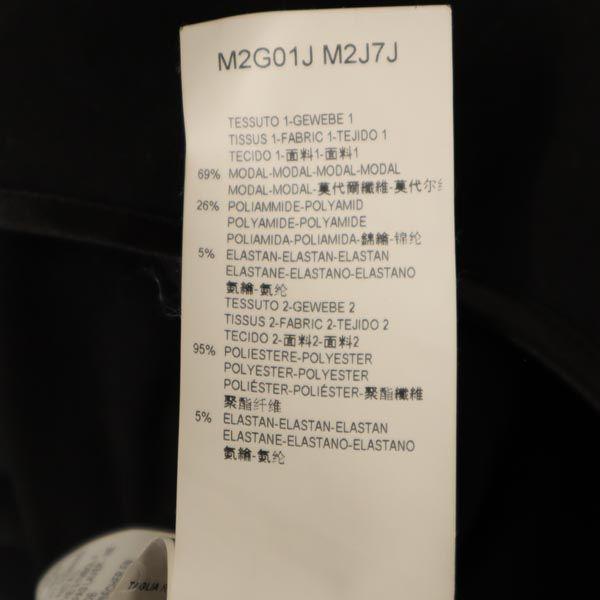 M2G01J M2J7J
TESSUTO 1-GEWEBE 1
TISSUS 1-FABRIC 1-TEJIDO 1
TECIDO 1-面料1-面料1
69% MODAL-MODAL-MODAL-MODAL
MODAL-MODAL-莫代爾纖維-莫代尔纟
26% POLIAMMIDE-POLYAMID
POLYAMIDE-POLYAMIDE
POLIAMIDA-POLIAMIDA-錦綸-锦纶
5% ELASTAN-ELASTAN-ELASTAN
ELASTANE-ELASTANO-ELASTANO
氨綸-氨纶
TESSUTO 2-GEWEBE 2
TISSUS 2-FABRIC 2-TEJIDO 2
TECIDO 2-面料2-面料2
95% POLIESTERE-POLYESTER
POLYESTER-POLYESTER
POLIÉSTER-POLIÉSTER-聚酯纖維
聚酯纤维
5% ELASTAN-ELASTAN-ELASTAN
ELASTANE-ELASTANO-ELASTANO
氨綸-氨纶
TAGLIA